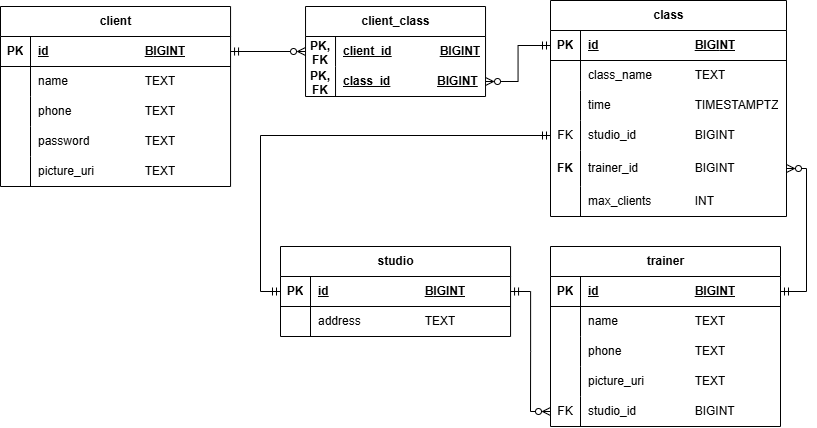 client
PK id BIGINT
name TEXT
phone TEXT
password TEXT
picture_uri TEXT
client_class
PK, FK client_id BIGINT
PK, FK class_id BIGINT
class
PK id BIGINT
class_name TEXT
time TIMESTAMPTZ
FK studio_id BIGINT
FK trainer_id BIGINT
max_clients INT
studio
PK id BIGINT
address TEXT
trainer
PK id BIGINT
name TEXT
phone TEXT
picture_uri TEXT
FK studio_id BIGINT